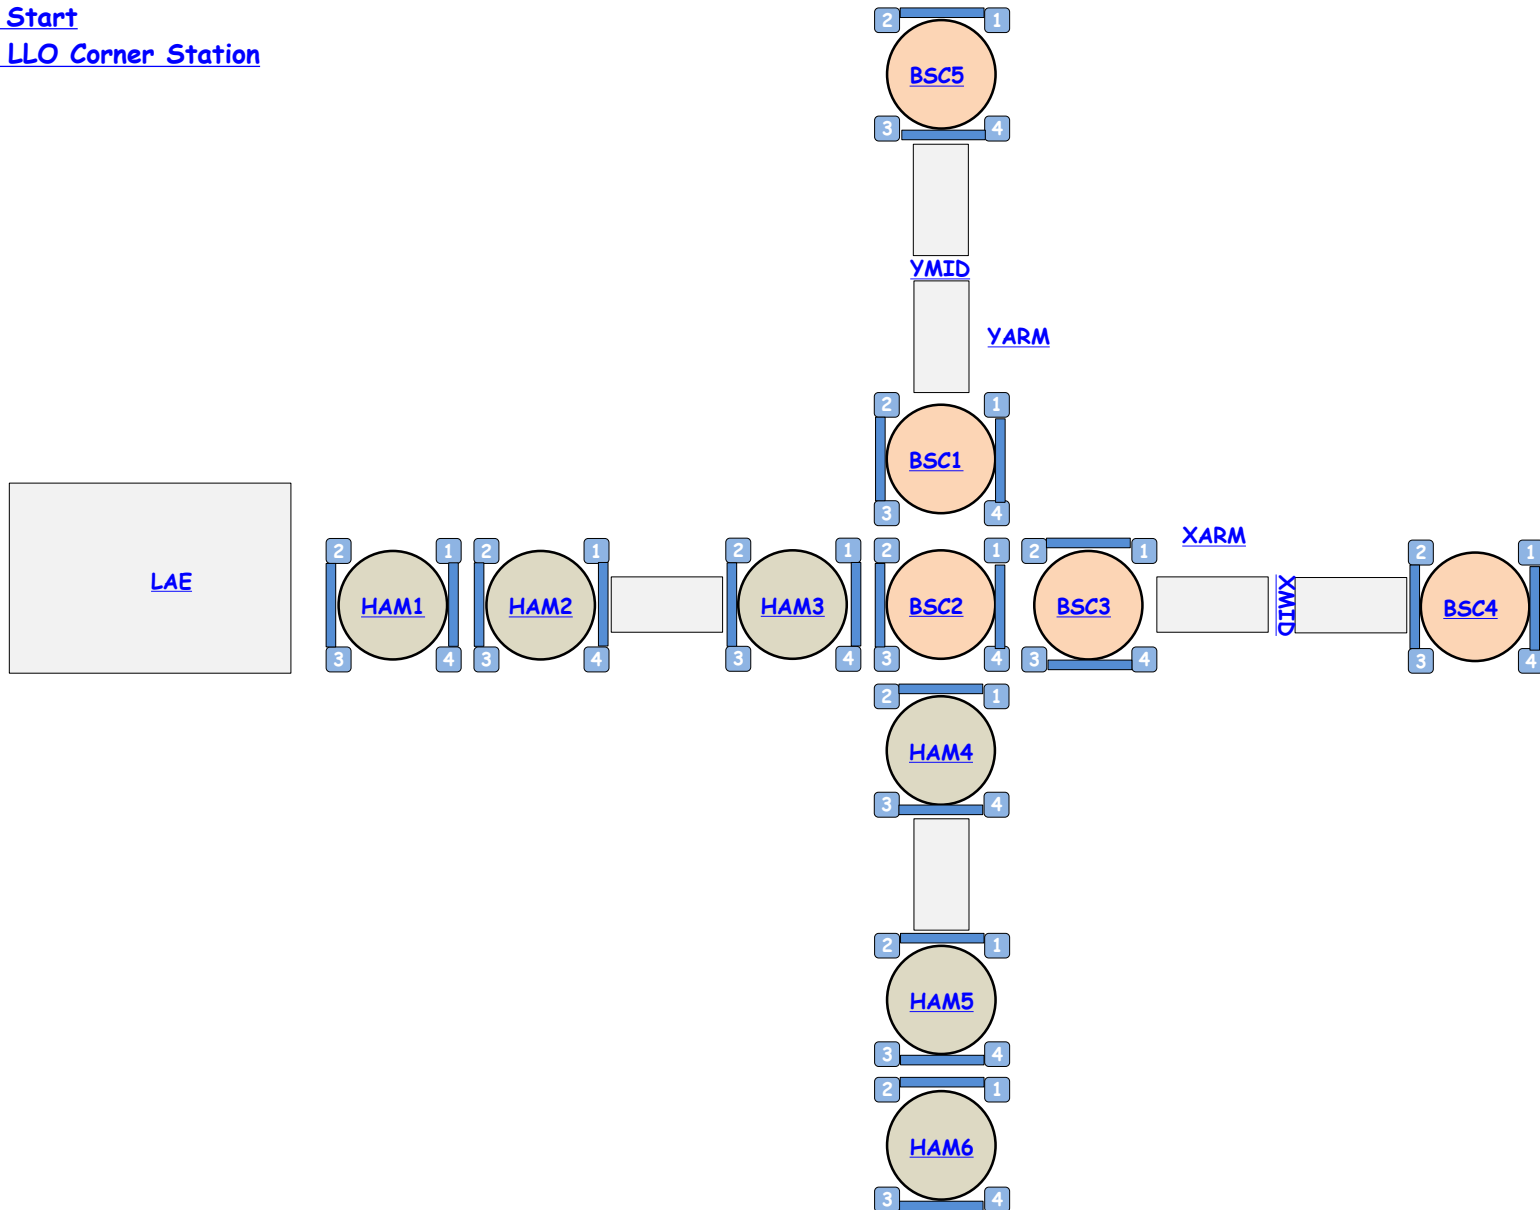 Start
LLO Corner Station
2 1
BSC5
3 4
YMID
YARM
2 1
BSC1
3 4
XARM
2 1 2 1 2 1 2 1 2 1 2 1
LAE HAM1 HAM2 HAM3 BSC2 BSC3 XMID BSC4
3 4 3 4 3 4 3 4 3 4 3 4
2 1
HAM4
3 4
2 1
HAM5
3 4
2 1
HAM6
3 4